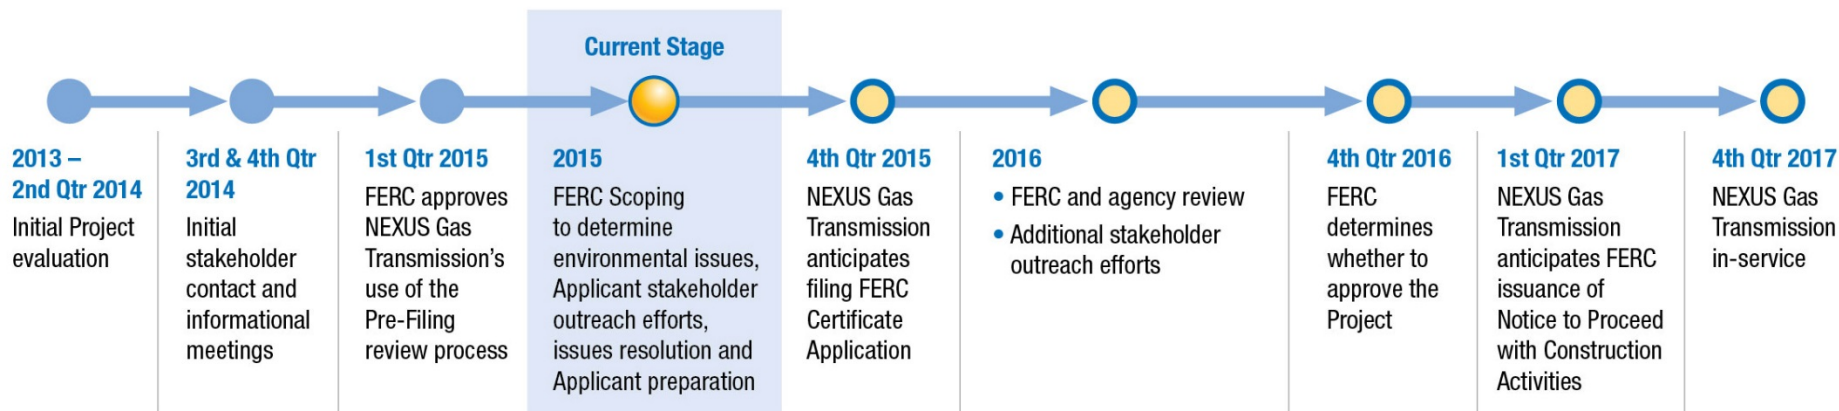 Current Stage
2013 –
2nd Qtr 2014
Initial Project
evaluation
3rd & 4th Qtr
2014
Initial
stakeholder
contact and
informational
meetings
1st Qtr 2015
FERC approves
NEXUS Gas
Transmission’s
use of the
Pre-Filing
review process
2015
FERC Scoping
to determine
environmental issues,
Applicant stakeholder
outreach efforts,
issues resolution and
Applicant preparation
4th Qtr 2015
NEXUS Gas
Transmission
anticipates
filing FERC
Certificate
Application
2016
• FERC and agency review
• Additional stakeholder
outreach efforts
4th Qtr 2016
FERC
determines
whether to
approve the
Project
1st Qtr 2017
NEXUS Gas
Transmission
anticipates FERC
issuance of
Notice to Proceed
with Construction
Activities
4th Qtr 2017
NEXUS Gas
Transmission
in-service